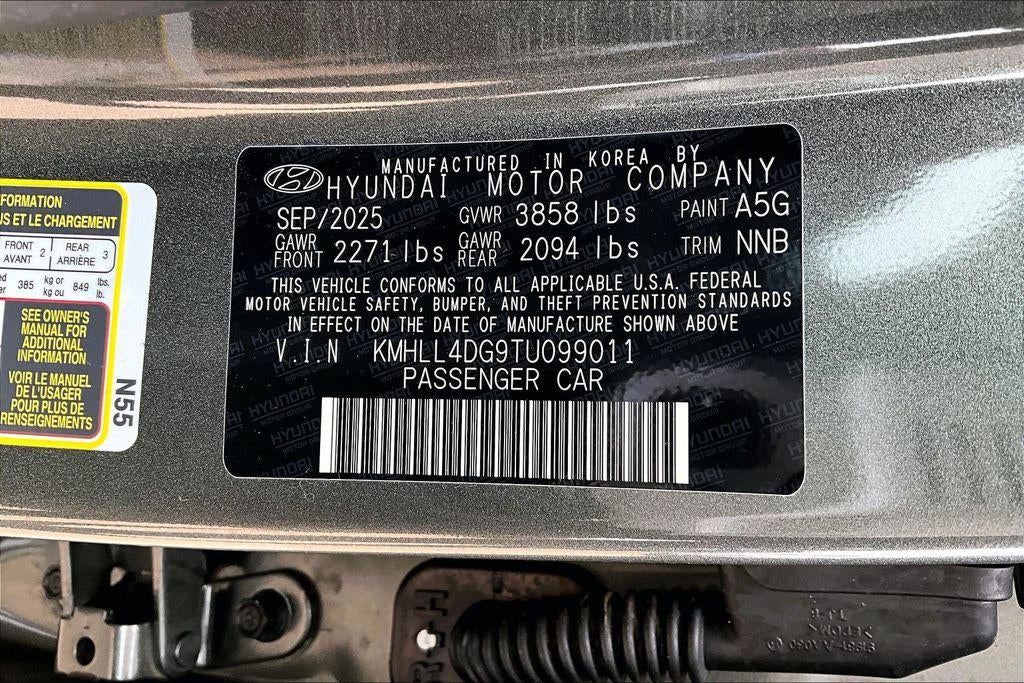 MANUFACTURED IN KOREA BY
HYUNDAI MOTOR COMPANY
SEP/2025 GVWR 3858 lbs PAINT A5G
GAWR FRONT 2271 lbs GAWR REAR 2094 lbs TRIM NNB
THIS VEHICLE CONFORMS TO ALL APPLICABLE U.S.A. FEDERAL
MOTOR VEHICLE SAFETY, BUMPER, AND THEFT PREVENTION STANDARDS
IN EFFECT ON THE DATE OF MANUFACTURE SHOWN ABOVE
V.I.N KMHLL4DG9TU099011
PASSENGER CAR
HYUNDAI
MOTOR GROUP
FORMATION
US ET LE CHARGEMENT
FRONT AVANT 2 REAR ARRIÈRE 3
385 kg or kg ou 849 lbs. lb.
SEE OWNER'S
MANUAL FOR
ADDITIONAL
INFORMATION
VOIR LE MANUEL
DE L'USAGER
POUR PLUS DE
RENSEIGNEMENTS
N55
>EPDM<